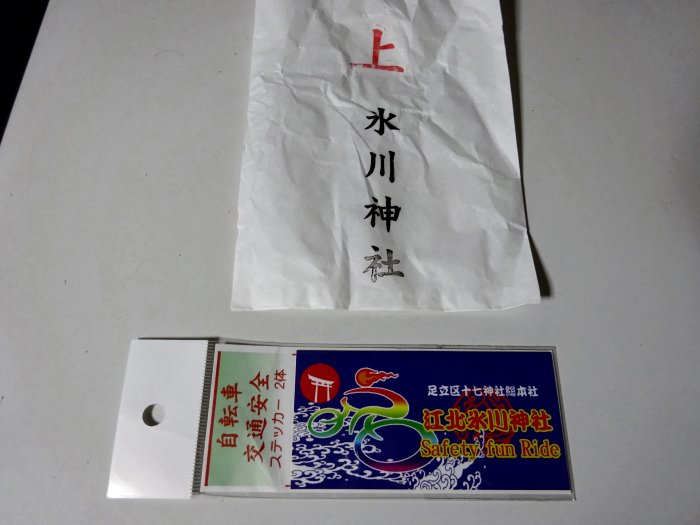 上
氷川神社
自転車
交通安全
ステッカー 2体
足立区十七神社総本社
江北氷川神社
Safety fun Ride